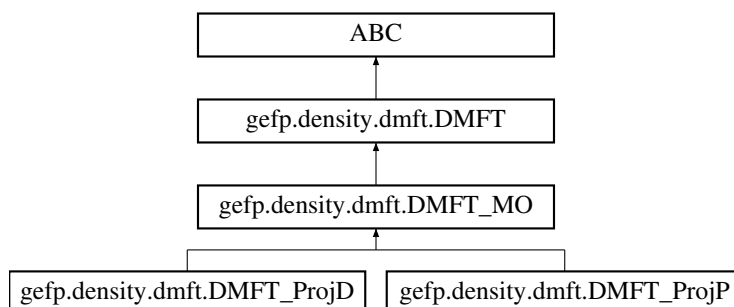 ABC
gefp.density.dmft.DMFT
gefp.density.dmft.DMFT_MO
gefp.density.dmft.DMFT_ProjD
gefp.density.dmft.DMFT_ProjP